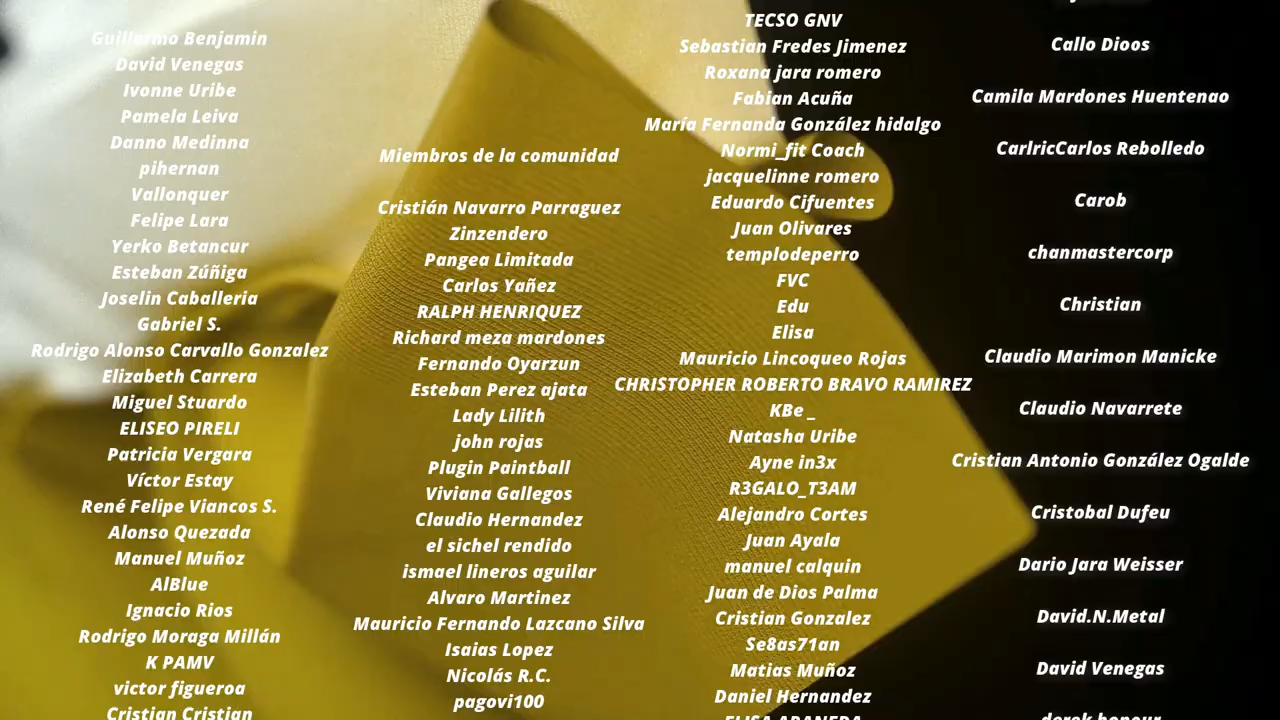 Guillermo Benjamin
David Venegas
Ivonne Uribe
Pamela Leiva
Danno Medinna
pihernan
Vallonquer
Felipe Lara
Yerko Betancur
Esteban Zúñiga
Joselin Caballeria
Gabriel S.
Rodrigo Alonso Carvallo Gonzalez
Elizabeth Carrera
Miguel Stuardo
ELISEO PIRELI
Patricia Vergara
Víctor Estay
René Felipe Viancos S.
Alonso Quezada
Manuel Muñoz
AlBlue
Ignacio Rios
Rodrigo Moraga Millán
K PAMV
victor figueroa
Cristian Cristian
Miembros de la comunidad
Cristián Navarro Parraguez
Zinzendero
Pangea Limitada
Carlos Yañez
RALPH HENRIQUEZ
Richard meza mardones
Fernando Oyarzun
Esteban Perez ajata
Lady Lilith
john rojas
Plugin Paintball
Viviana Gallegos
Claudio Hernandez
el sichel rendido
ismael lineros aguilar
Alvaro Martinez
Mauricio Fernando Lazcano Silva
Isaias Lopez
Nicolás R.C.
pagovi100
TECSO GNV
Sebastian Fredes Jimenez
Roxana jara romero
Fabian Acuña
María Fernanda González hidalgo
Normi_fit Coach
jacquelinne romero
Eduardo Cifuentes
Juan Olivares
templodeperro
FVC
Edu
Elisa
Mauricio Lincoqueo Rojas
CHRISTOPHER ROBERTO BRAVO RAMIREZ
KBe _
Natasha Uribe
Ayne in3x
R3GALO_T3AM
Alejandro Cortes
Juan Ayala
manuel calquin
Juan de Dios Palma
Cristian Gonzalez
Se8as71an
Matias Muñoz
Daniel Hernandez
Callo Dioos
Camila Mardones Huentenao
CarlricCarlos Rebolledo
Carob
chanmastercorp
Christian
Claudio Marimon Manicke
Claudio Navarrete
Cristian Antonio González Ogalde
Cristobal Dufeu
Dario Jara Weisser
David.N.Metal
David Venegas